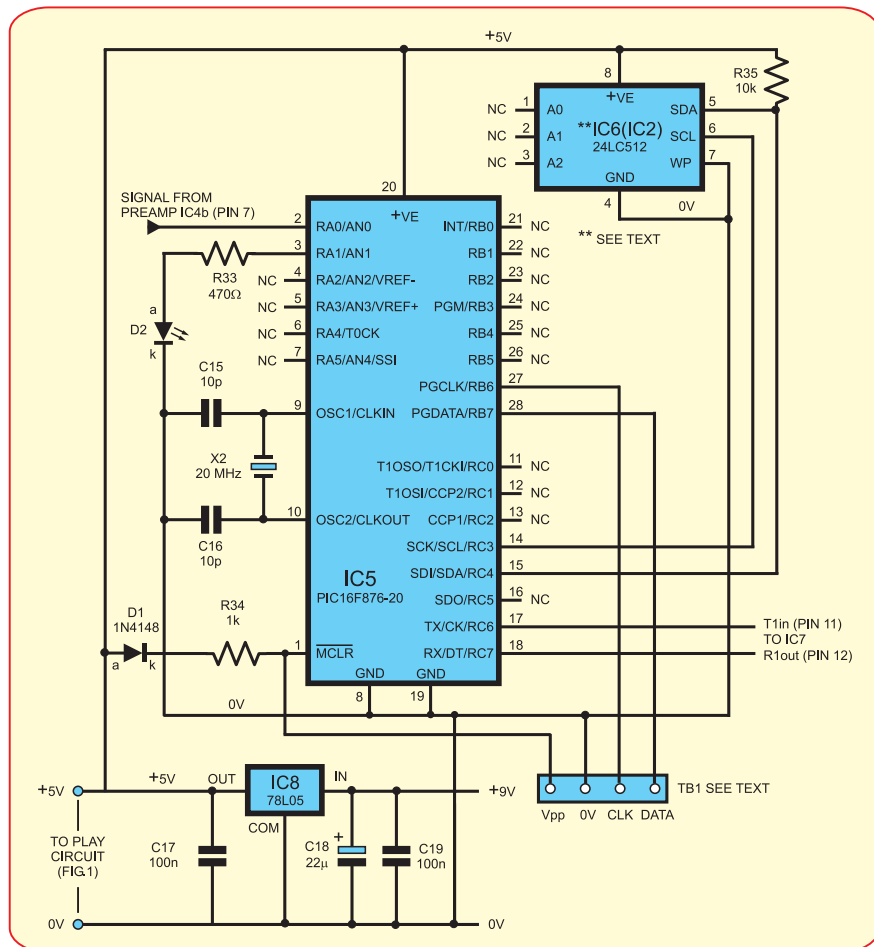 +5V
R35
10k
8
+VE
NC 1 A0
NC 2 A1
NC 3 A2
SDA 5
SCL 6
WP 7
**IC6(IC2)
24LC512
GND
4
0V
** SEE TEXT
SIGNAL FROM
PREAMP IC4b (PIN 7)
20
+VE
2 RA0/AN0
3 RA1/AN1
R33
470Ω
NC 4 RA2/AN2/VREF-
NC 5 RA3/AN3/VREF+
NC 6 RA4/T0CK
NC 7 RA5/AN4/SSI
INT/RB0 21 NC
RB1 22 NC
RB2 23 NC
PGM/RB3 24 NC
RB4 25 NC
RB5 26 NC
PGCLK/RB6 27
PGDATA/RB7 28
a
D2
k
C15
10p
9 OSC1/CLKIN
X2
20 MHz
10 OSC2/CLKOUT
C16
10p
T1OSO/T1CKI/RC0 11 NC
T1OSI/CCP2/RC1 12 NC
CCP1/RC2 13 NC
SCK/SCL/RC3 14
SDI/SDA/RC4 15
SDO/RC5 16 NC
TX/CK/RC6 17
RX/DT/RC7 18
IC5
PIC16F876-20
T1in (PIN 11)
TO IC7
R1out (PIN 12)
D1
1N4148
a k
R34
1k
1 MCLR
GND
8
GND
19
0V
+5V
+5V
OUT
IC8
78L05
IN
COM
+9V
TO PLAY
CIRCUIT
(FIG.1)
C17
100n
+
C18
22µ
C19
100n
0V
0V
TB1 SEE TEXT
Vpp 0V CLK DATA